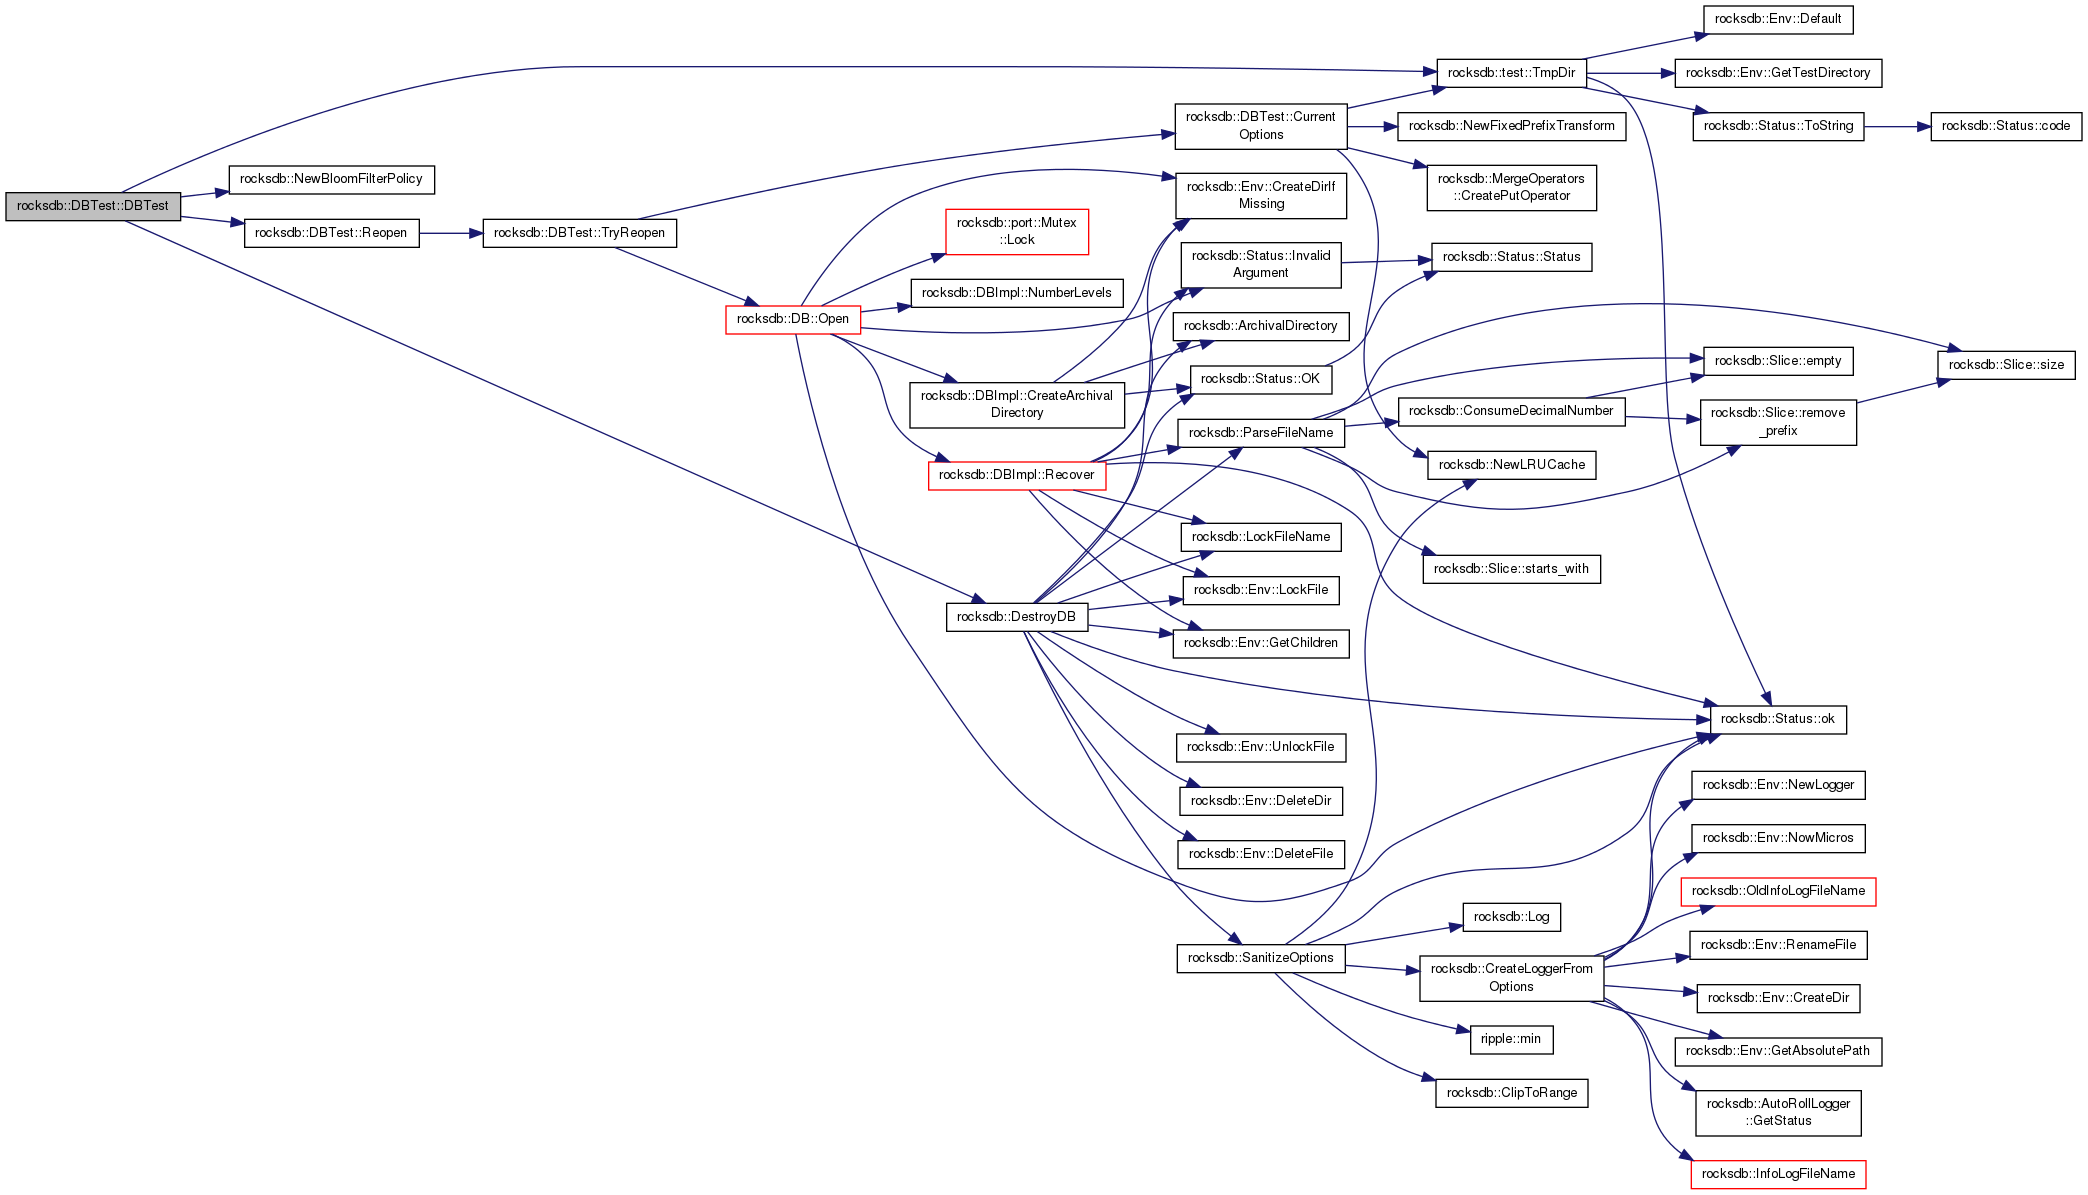 rocksdb::DBTest::DBTest
rocksdb::NewBloomFilterPolicy
rocksdb::DBTest::Reopen
rocksdb::DBTest::TryReopen
rocksdb::DB::Open
rocksdb::port::Mutex
::Lock
rocksdb::DBImpl::NumberLevels
rocksdb::DBImpl::CreateArchival
Directory
rocksdb::DBImpl::Recover
rocksdb::DestroyDB
rocksdb::DBTest::Current
Options
rocksdb::Env::CreateDirIf
Missing
rocksdb::Status::Invalid
Argument
rocksdb::ArchivalDirectory
rocksdb::Status::OK
rocksdb::ParseFileName
rocksdb::LockFileName
rocksdb::Env::LockFile
rocksdb::Env::GetChildren
rocksdb::Env::UnlockFile
rocksdb::Env::DeleteDir
rocksdb::Env::DeleteFile
rocksdb::SanitizeOptions
rocksdb::test::TmpDir
rocksdb::NewFixedPrefixTransform
rocksdb::MergeOperators
::CreatePutOperator
rocksdb::Status::Status
rocksdb::ConsumeDecimalNumber
rocksdb::NewLRUCache
rocksdb::Slice::starts_with
rocksdb::Log
rocksdb::CreateLoggerFrom
Options
ripple::min
rocksdb::ClipToRange
rocksdb::Env::Default
rocksdb::Env::GetTestDirectory
rocksdb::Status::ToString
rocksdb::Slice::empty
rocksdb::Slice::remove
_prefix
rocksdb::Status::ok
rocksdb::Env::NewLogger
rocksdb::Env::NowMicros
rocksdb::OldInfoLogFileName
rocksdb::Env::RenameFile
rocksdb::Env::CreateDir
rocksdb::Env::GetAbsolutePath
rocksdb::AutoRollLogger
::GetStatus
rocksdb::InfoLogFileName
rocksdb::Status::code
rocksdb::Slice::size